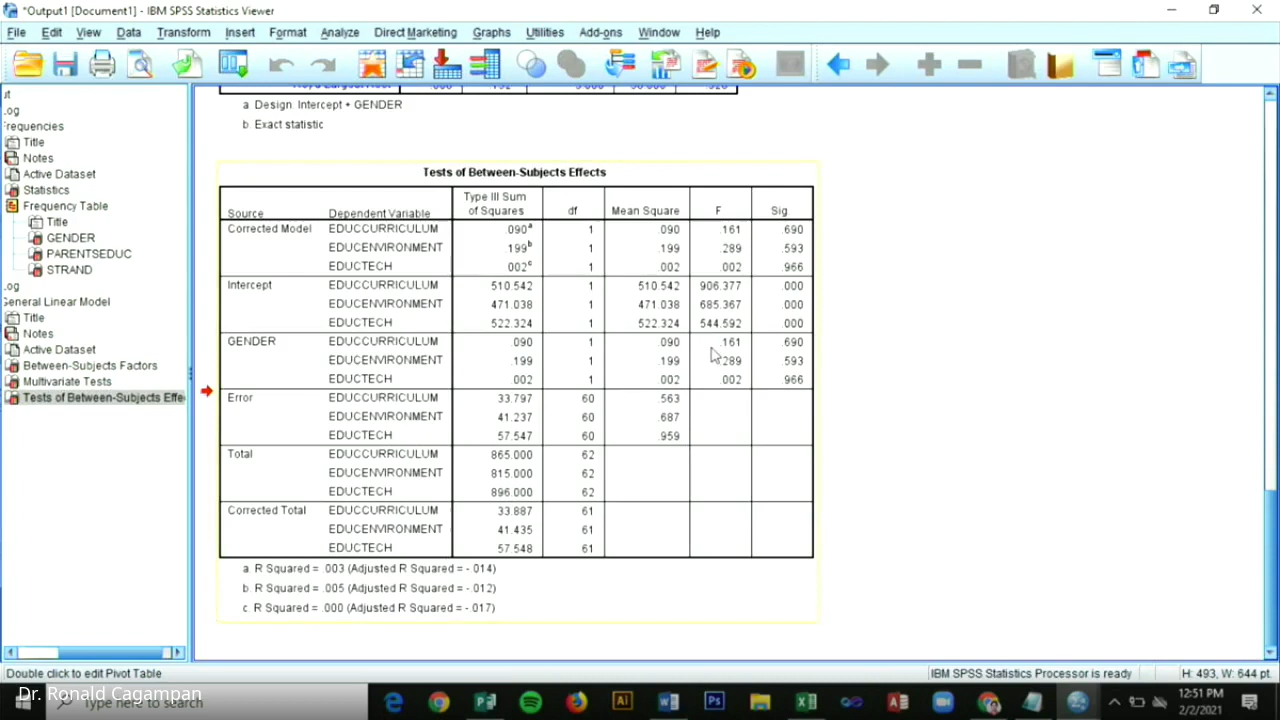 *Output1 [Document1] - IBM SPSS Statistics Viewer
File Edit View Data Transform Insert Format Analyze Direct Marketing Graphs Utilities Add-ons Window Help
a Design: Intercept + GENDER
b Exact statistic
ut
Log
Frequencies
Title
Notes
Active Dataset
Statistics
Frequency Table
Title
GENDER
PARENTSEDUC
STRAND
Log
General Linear Model
Title
Notes
Active Dataset
Between-Subjects Factors
Multivariate Tests
Tests of Between-Subjects Effe
Tests of Between-Subjects Effects
Source Dependent Variable Type III Sum of Squares df Mean Square F Sig
Corrected Model EDUCCURRICULUM .090a 1 .090 .161 .690
EDUCENVIRONMENT .199b 1 .199 .289 .593
EDUCTECH .002c 1 .002 .002 .966
Intercept EDUCCURRICULUM 510.542 1 510.542 906.377 .000
EDUCENVIRONMENT 471.038 1 471.038 685.367 .000
EDUCTECH 522.324 1 522.324 544.592 .000
GENDER EDUCCURRICULUM .090 1 .090 .161 .690
EDUCENVIRONMENT .199 1 .199 .289 .593
EDUCTECH .002 1 .002 .002 .966
Error EDUCCURRICULUM 33.797 60 .563
EDUCENVIRONMENT 41.237 60 .687
EDUCTECH 57.547 60 .959
Total EDUCCURRICULUM 865.000 62
EDUCENVIRONMENT 815.000 62
EDUCTECH 896.000 62
Corrected Total EDUCCURRICULUM 33.887 61
EDUCENVIRONMENT 41.435 61
EDUCTECH 57.548 61
a. R Squared = .003 (Adjusted R Squared = -.014)
b. R Squared = .005 (Adjusted R Squared = -.012)
c. R Squared = .000 (Adjusted R Squared = -.017)
Double click to edit Pivot Table IBM SPSS Statistics Processor is ready H: 493, W: 644 pt.
Dr. Ronald Cagampan
Type here to search
12:51 PM
2/2/2021